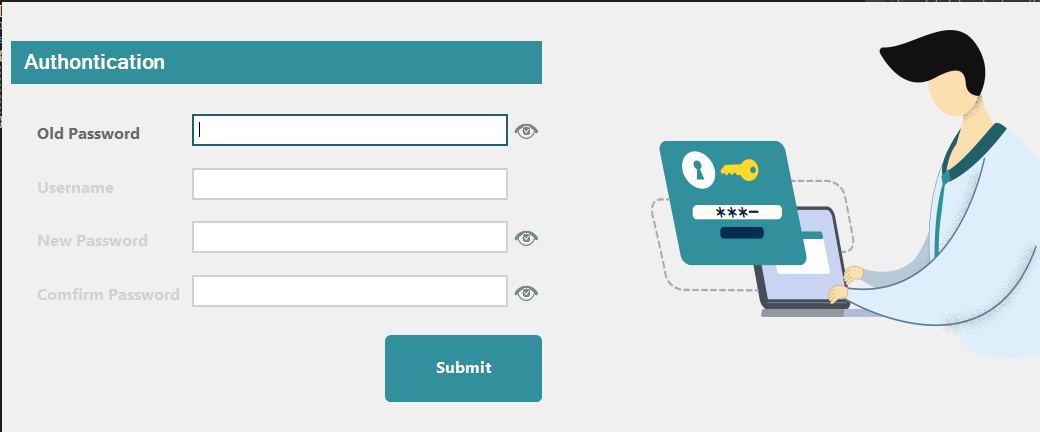 Authontication
Old Password
Username
New Password
Comfirm Password
Submit
***-